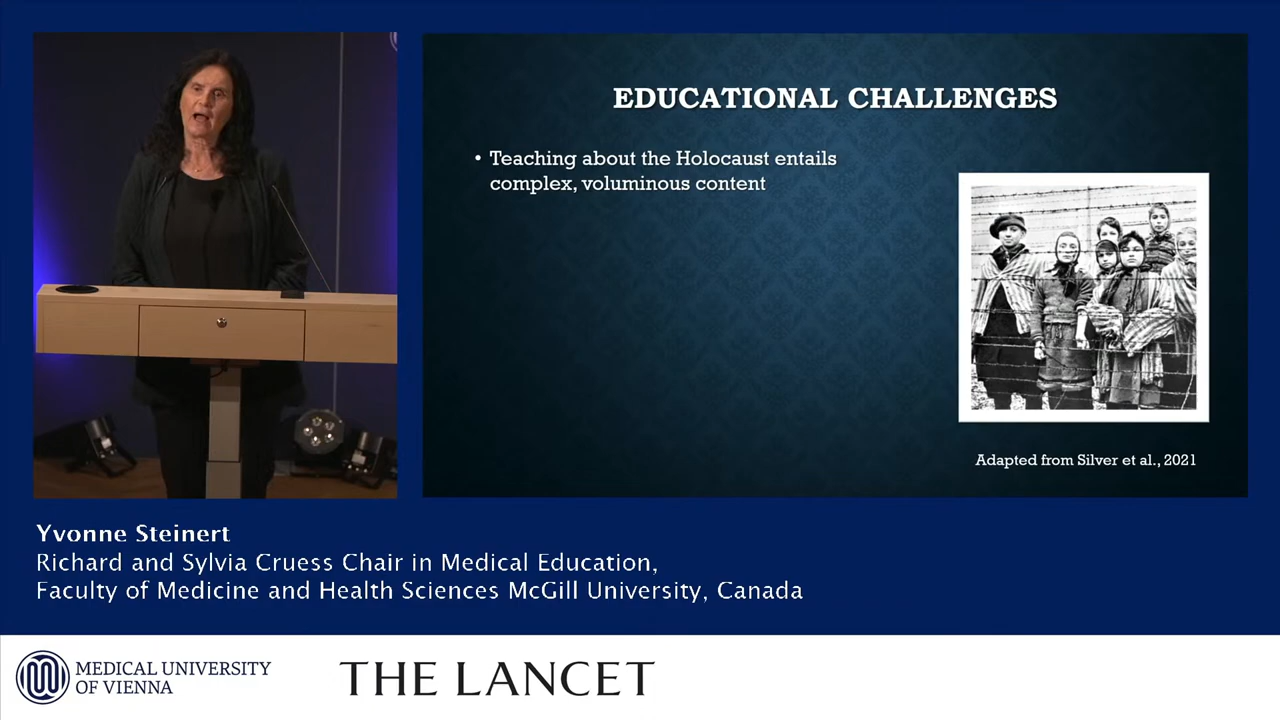 EDUCATIONAL CHALLENGES
• Teaching about the Holocaust entails
complex, voluminous content
Adapted from Silver et al., 2021
Yvonne Steinert
Richard and Sylvia Cruess Chair in Medical Education,
Faculty of Medicine and Health Sciences McGill University, Canada
MEDICAL UNIVERSITY
OF VIENNA
THE LANCET